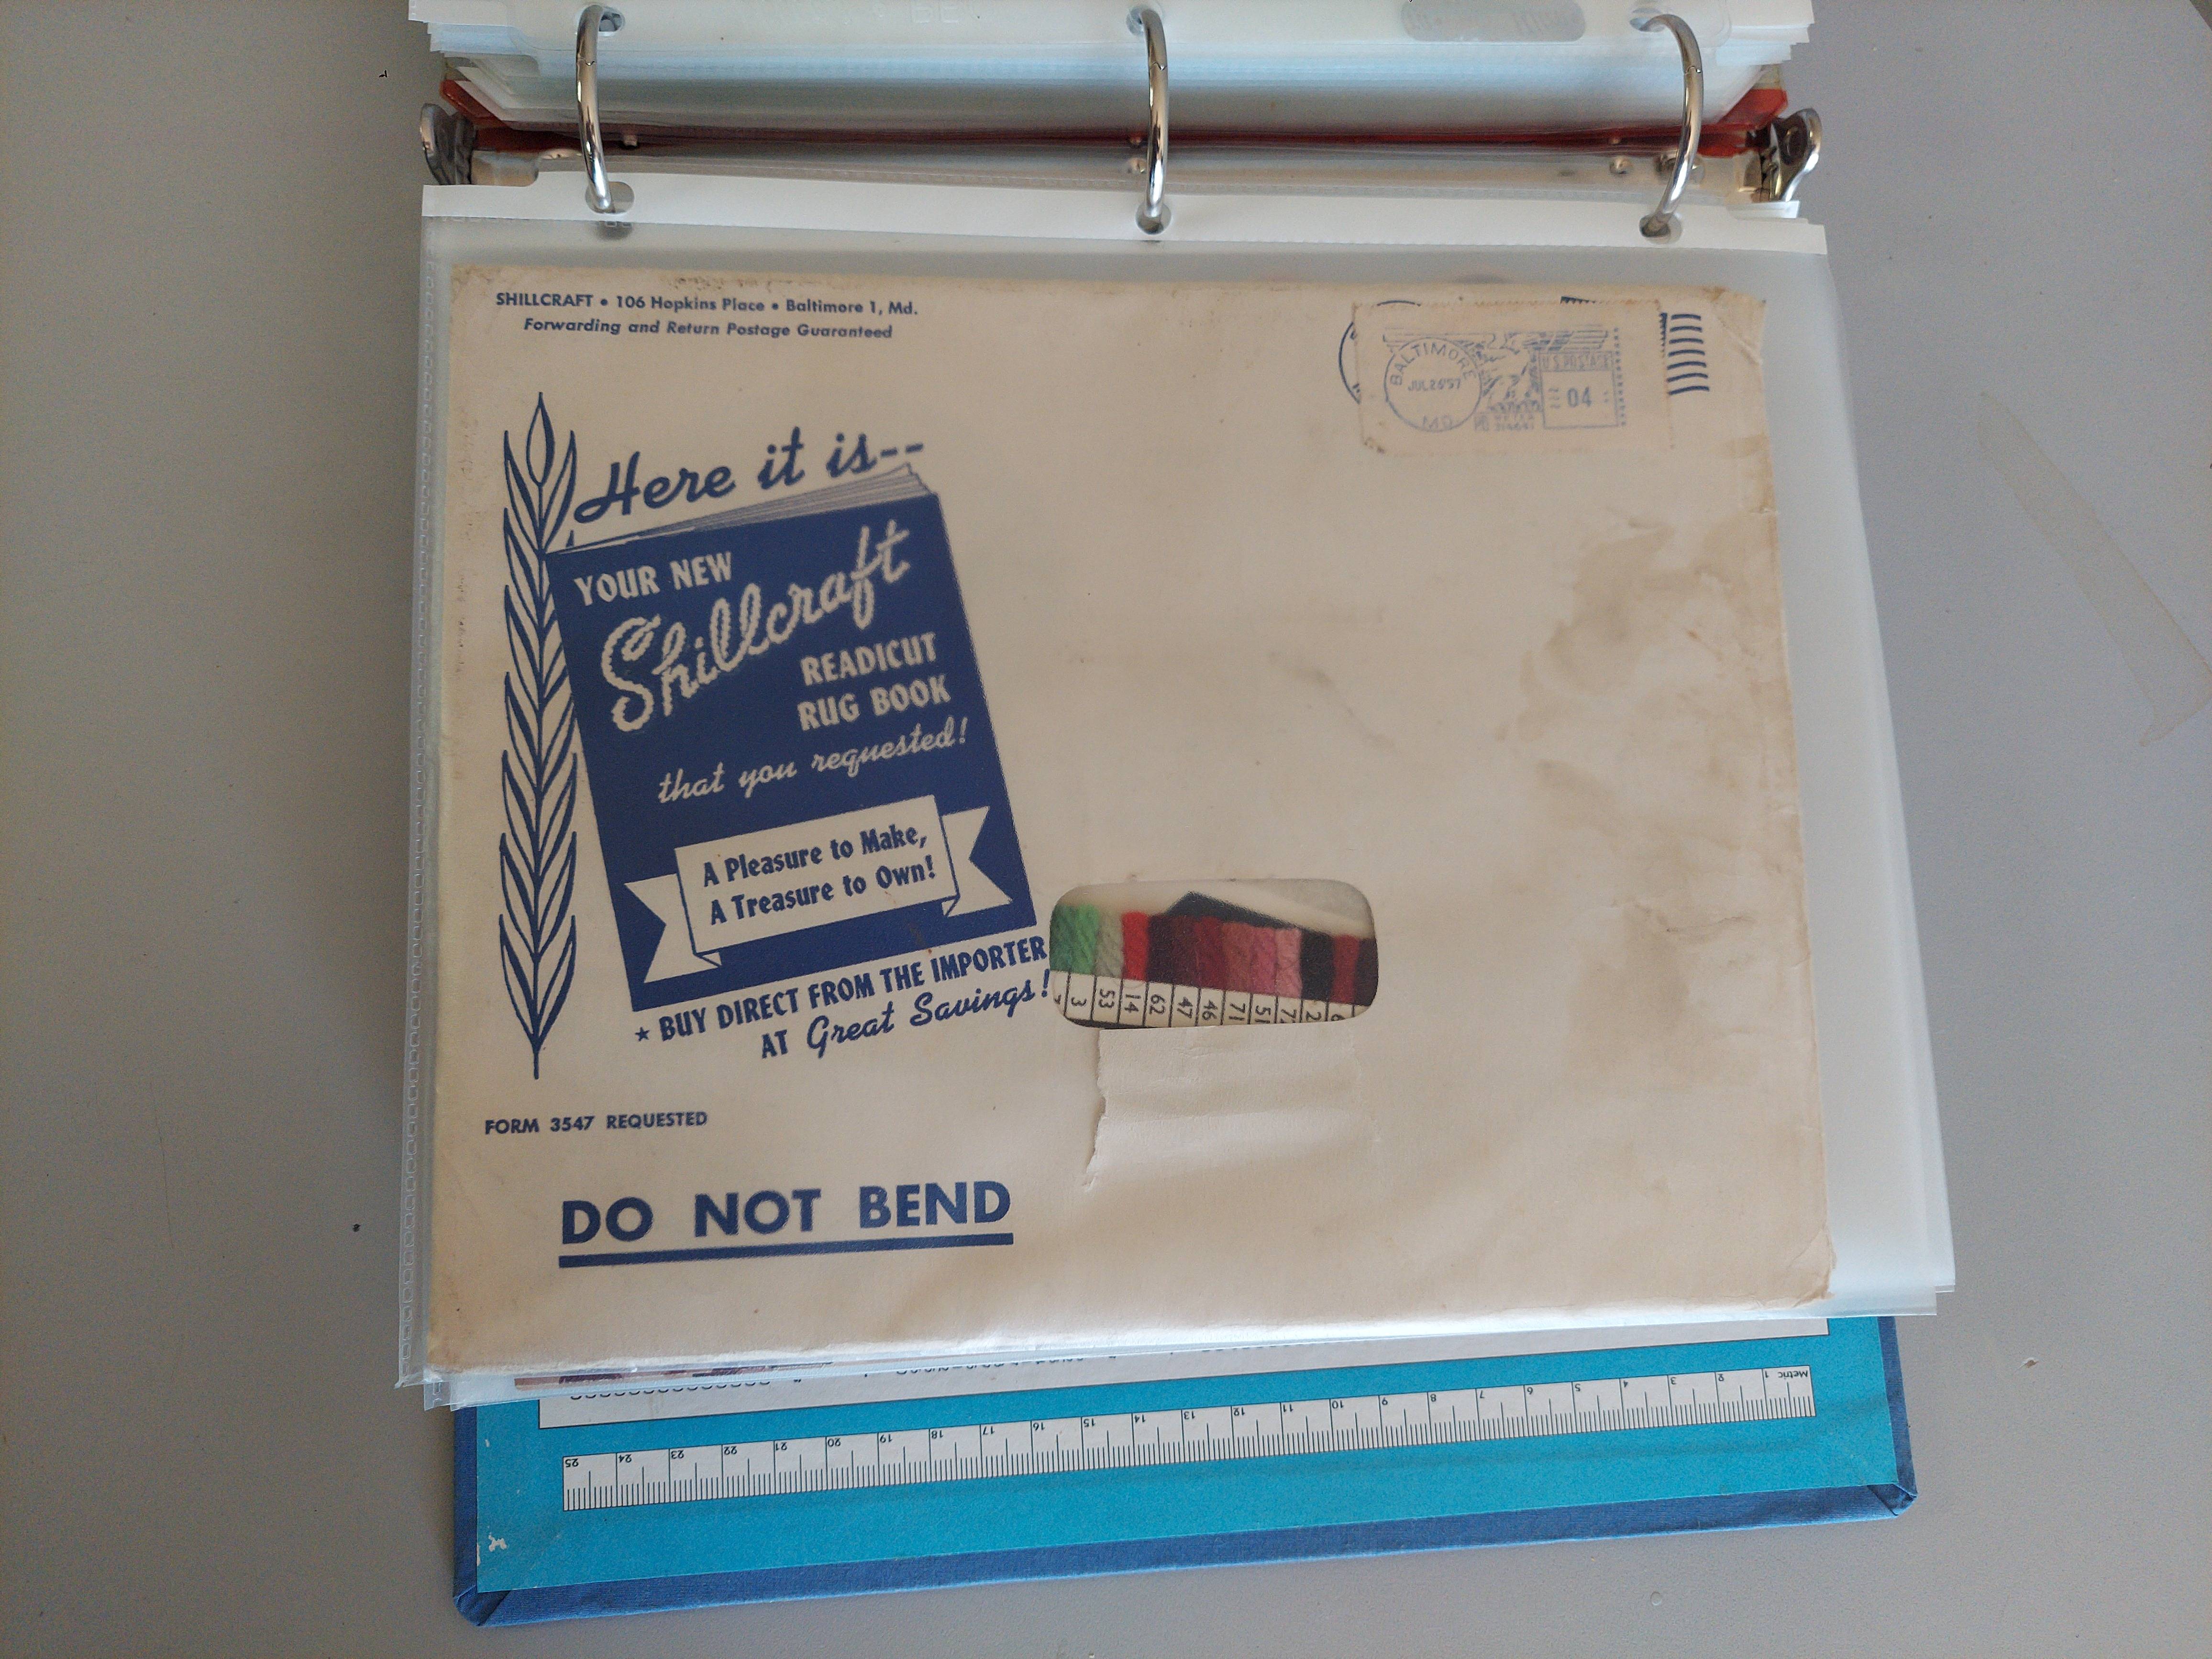 SHILLCRAFT • 106 Hopkins Place • Baltimore 1, Md.
Forwarding and Return Postage Guaranteed
BALTIMORE
JUL 26 '57
MD.
U.S. POSTAGE
04
Here it is--
YOUR NEW
Shillcraft
READICUT
RUG BOOK
that you requested!
A Pleasure to Make,
A Treasure to Own!
★ BUY DIRECT FROM THE IMPORTER
AT Great Savings!
3 53 14 62 47 46 71
FORM 3547 REQUESTED
DO NOT BEND
25 24 23 22 21 20 19 18 17 16 15 14 13 12 11 10 9 8 7 6 5 4 3 2 1 Metric